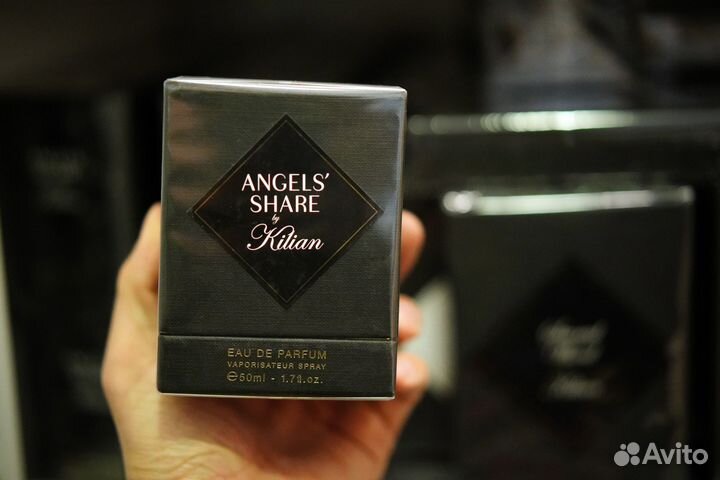 ANGELS'
SHARE
by
Kilian
EAU DE PARFUM
VAPORISATEUR SPRAY
℮50ml - 1.7fl.oz.
Avito